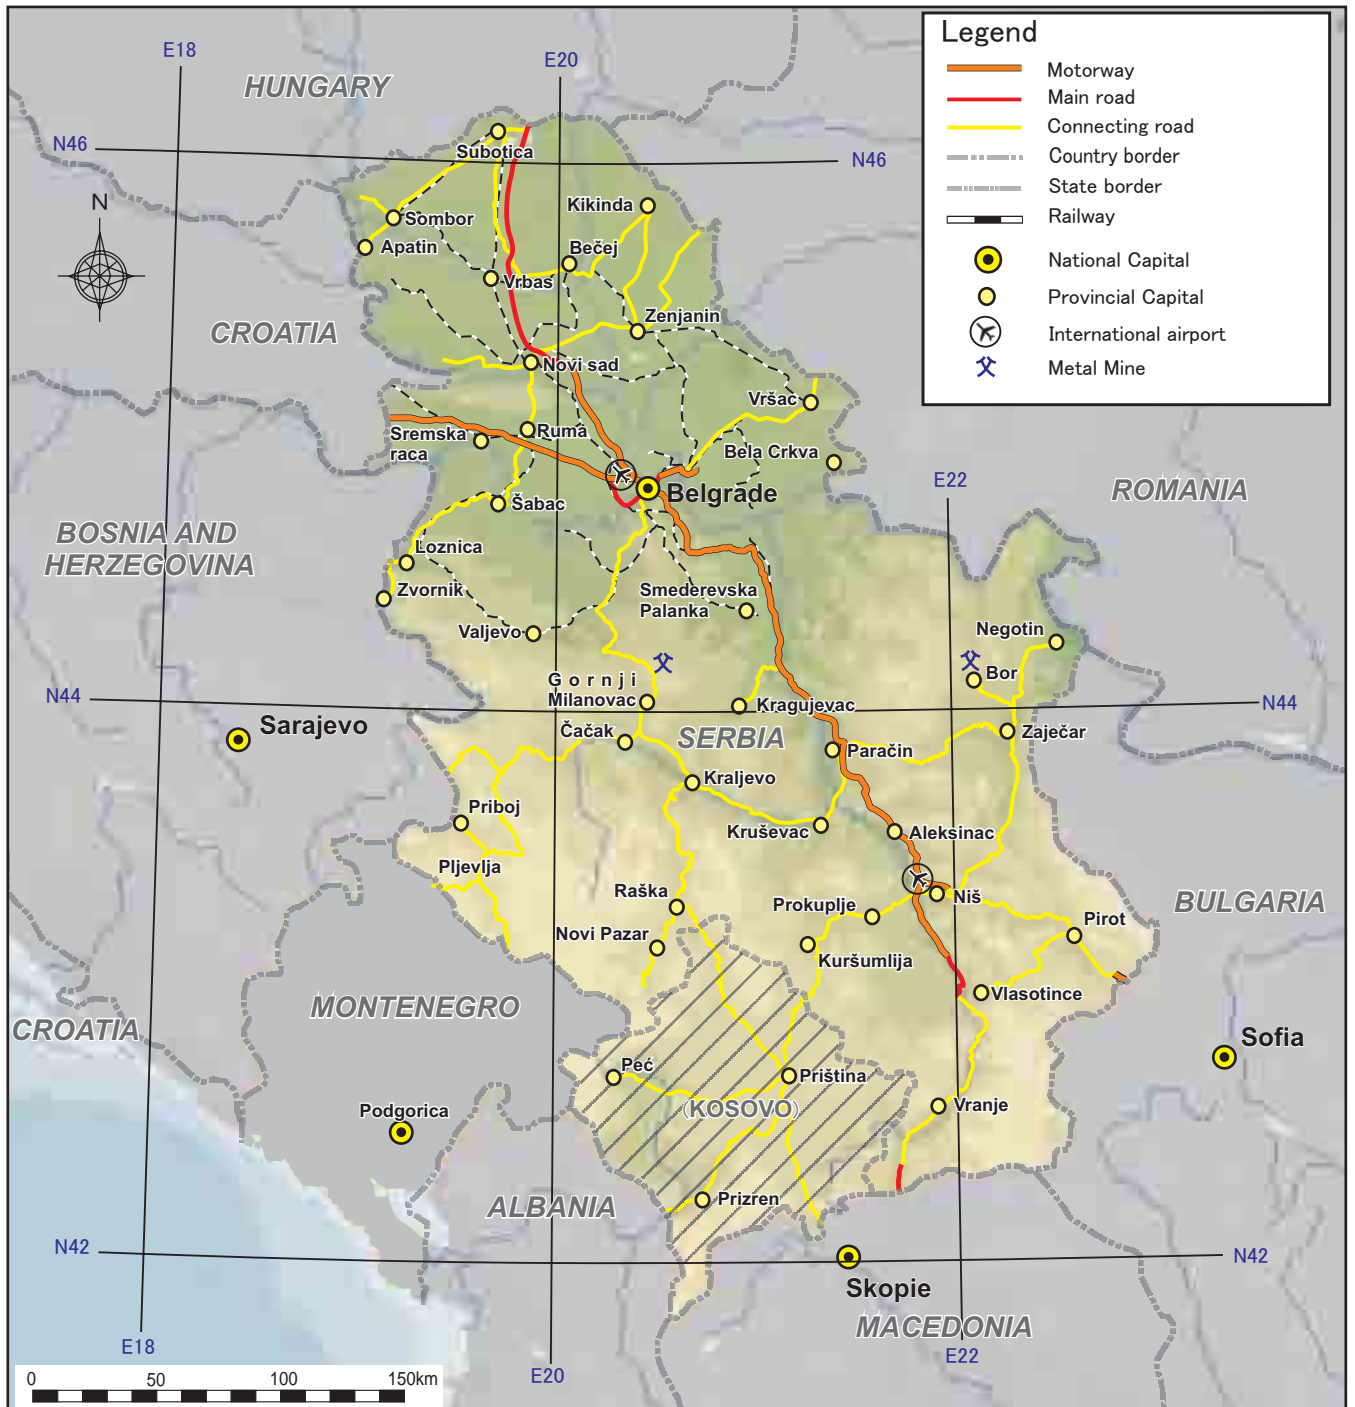 Legend
Motorway
Main road
Connecting road
Country border
State border
Railway
National Capital
Provincial Capital
International airport
Metal Mine
E18
E20
HUNGARY
N46
N46
N
Subotica
Kikinda
Sombor
Apatin
Bečej
Vrbas
Zenjanin
CROATIA
Novi sad
Vršac
Sremska
raca
Ruma
Bela Crkva
E22
Belgrade
ROMANIA
Šabac
BOSNIA AND
HERZEGOVINA
Loznica
Zvornik
Smederevska
Palanka
Valjevo
Negotin
Bor
Gornji
Milanovac
N44
N44
Kragujevac
Sarajevo
Čačak
SERBIA
Zaječar
Paračin
Kraljevo
Priboj
Kruševac
Aleksinac
Pljevlja
Raška
Prokuplje
Niš
BULGARIA
Pirot
Novi Pazar
Kuršumlija
Vlasotince
MONTENEGRO
CROATIA
Sofia
Peć
Priština
(KOSOVO)
Vranje
Podgorica
ALBANIA
Prizren
N42
N42
Skopie
MACEDONIA
E18
E20
E22
0
50
100
150km